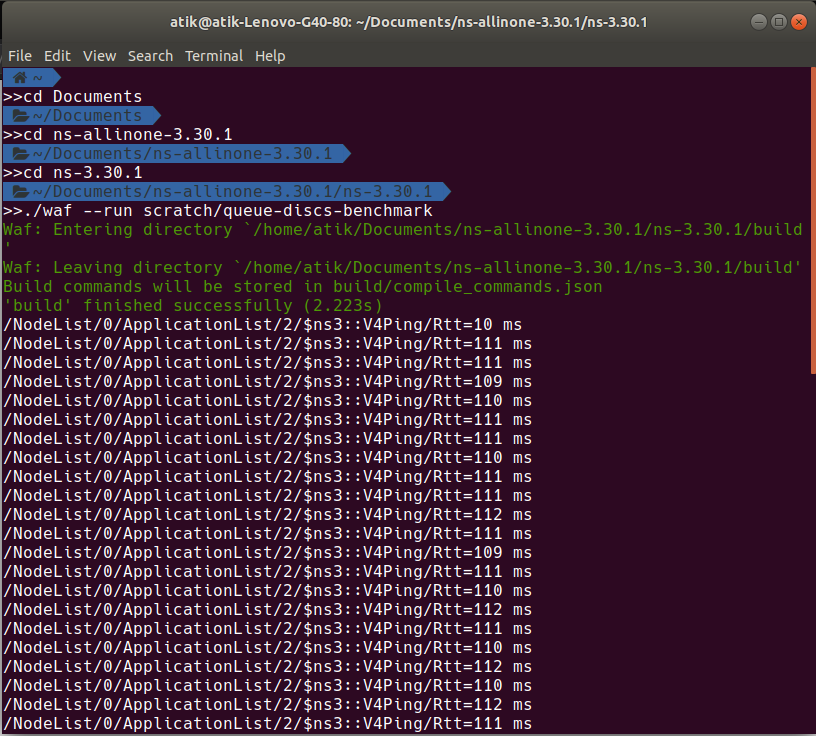 atik@atik-Lenovo-G40-80: ~/Documents/ns-allinone-3.30.1/ns-3.30.1
File Edit View Search Terminal Help
~
>>cd Documents
~/Documents
>>cd ns-allinone-3.30.1
~/Documents/ns-allinone-3.30.1
>>cd ns-3.30.1
~/Documents/ns-allinone-3.30.1/ns-3.30.1
>>./waf --run scratch/queue-discs-benchmark
Waf: Entering directory `/home/atik/Documents/ns-allinone-3.30.1/ns-3.30.1/build
'
Waf: Leaving directory `/home/atik/Documents/ns-allinone-3.30.1/ns-3.30.1/build'
Build commands will be stored in build/compile_commands.json
'build' finished successfully (2.223s)
/NodeList/0/ApplicationList/2/$ns3::V4Ping/Rtt=10 ms
/NodeList/0/ApplicationList/2/$ns3::V4Ping/Rtt=111 ms
/NodeList/0/ApplicationList/2/$ns3::V4Ping/Rtt=111 ms
/NodeList/0/ApplicationList/2/$ns3::V4Ping/Rtt=109 ms
/NodeList/0/ApplicationList/2/$ns3::V4Ping/Rtt=110 ms
/NodeList/0/ApplicationList/2/$ns3::V4Ping/Rtt=111 ms
/NodeList/0/ApplicationList/2/$ns3::V4Ping/Rtt=111 ms
/NodeList/0/ApplicationList/2/$ns3::V4Ping/Rtt=110 ms
/NodeList/0/ApplicationList/2/$ns3::V4Ping/Rtt=111 ms
/NodeList/0/ApplicationList/2/$ns3::V4Ping/Rtt=111 ms
/NodeList/0/ApplicationList/2/$ns3::V4Ping/Rtt=112 ms
/NodeList/0/ApplicationList/2/$ns3::V4Ping/Rtt=111 ms
/NodeList/0/ApplicationList/2/$ns3::V4Ping/Rtt=109 ms
/NodeList/0/ApplicationList/2/$ns3::V4Ping/Rtt=111 ms
/NodeList/0/ApplicationList/2/$ns3::V4Ping/Rtt=110 ms
/NodeList/0/ApplicationList/2/$ns3::V4Ping/Rtt=112 ms
/NodeList/0/ApplicationList/2/$ns3::V4Ping/Rtt=111 ms
/NodeList/0/ApplicationList/2/$ns3::V4Ping/Rtt=110 ms
/NodeList/0/ApplicationList/2/$ns3::V4Ping/Rtt=112 ms
/NodeList/0/ApplicationList/2/$ns3::V4Ping/Rtt=110 ms
/NodeList/0/ApplicationList/2/$ns3::V4Ping/Rtt=112 ms
/NodeList/0/ApplicationList/2/$ns3::V4Ping/Rtt=111 ms